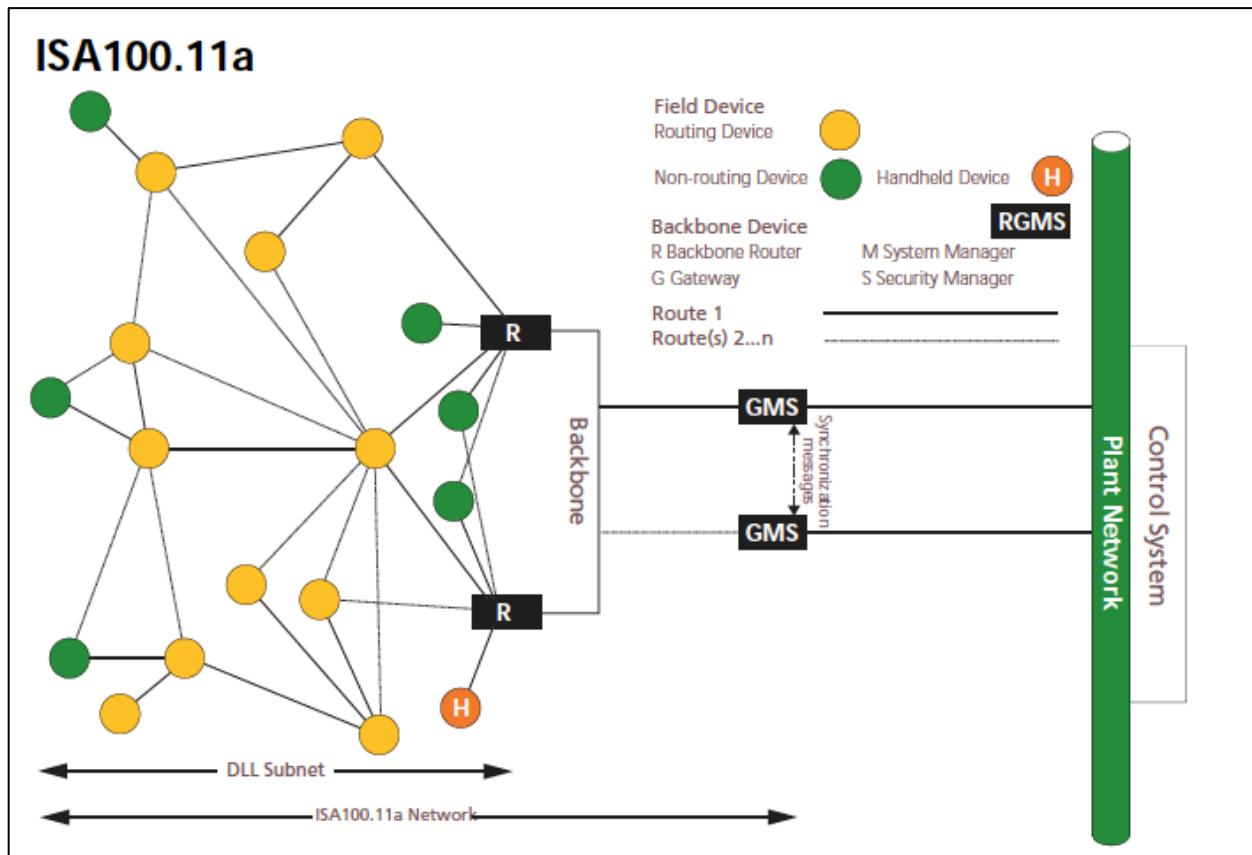 ISA100.11a
Field Device
Routing Device
Non-routing Device
Handheld Device
H
RGMS
Backbone Device
R Backbone Router
M System Manager
G Gateway
S Security Manager
Route 1
Route(s) 2...n
R
Backbone
R
H
GMS
Synchronization
messages
GMS
Plant Network
Control System
DLL Subnet
ISA100.11a Network